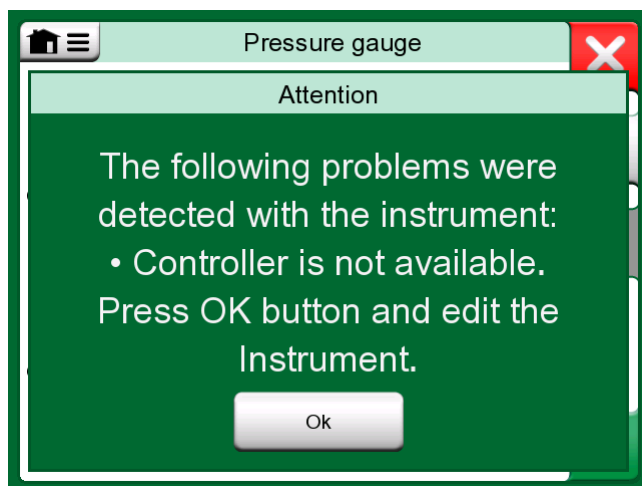 Pressure gauge
Attention
The following problems were
detected with the instrument:
• Controller is not available.
Press OK button and edit the
Instrument.
Ok